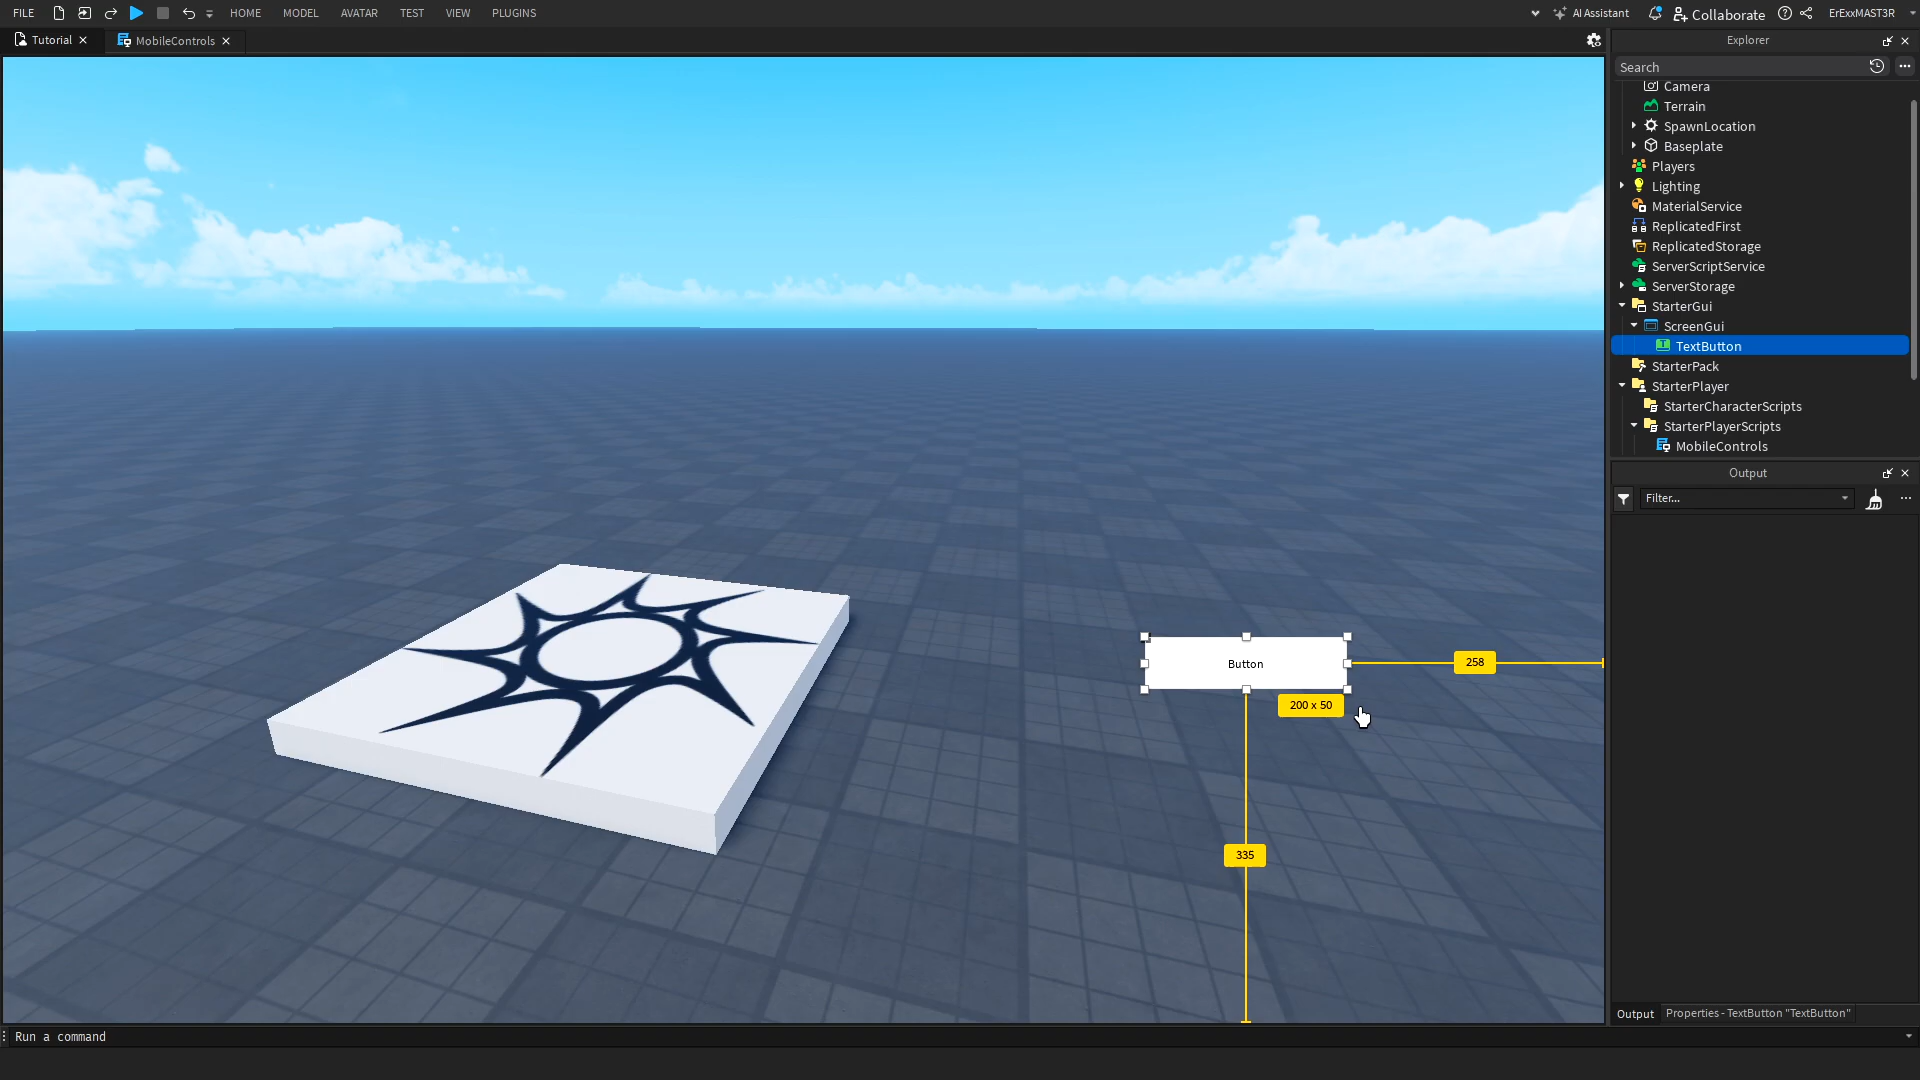 FILE
HOME
MODEL
AVATAR
TEST
VIEW
PLUGINS
AI Assistant
Collaborate
ErExxMAST3R
Tutorial
MobileControls
Explorer
Search
Camera
Terrain
SpawnLocation
Baseplate
Players
Lighting
MaterialService
ReplicatedFirst
ReplicatedStorage
ServerScriptService
ServerStorage
StarterGui
ScreenGui
TextButton
StarterPack
StarterPlayer
StarterCharacterScripts
StarterPlayerScripts
MobileControls
Output
Filter...
Button
258
200 x 50
335
Output
Properties - TextButton "TextButton"
Run a command